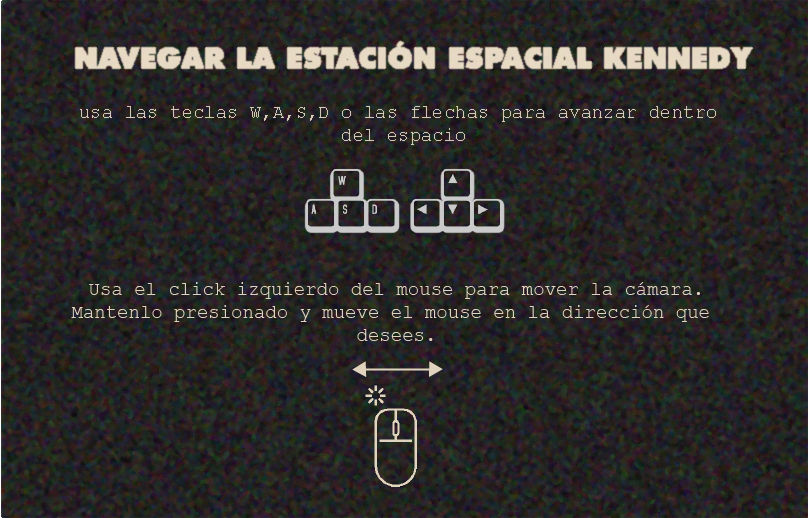 NAVEGAR LA ESTACIÓN ESPACIAL KENNEDY
usa las teclas W,A,S,D o las flechas para avanzar dentro
del espacio
W
A S D
Usa el click izquierdo del mouse para mover la cámara.
Mantenlo presionado y mueve el mouse en la dirección que
desees.